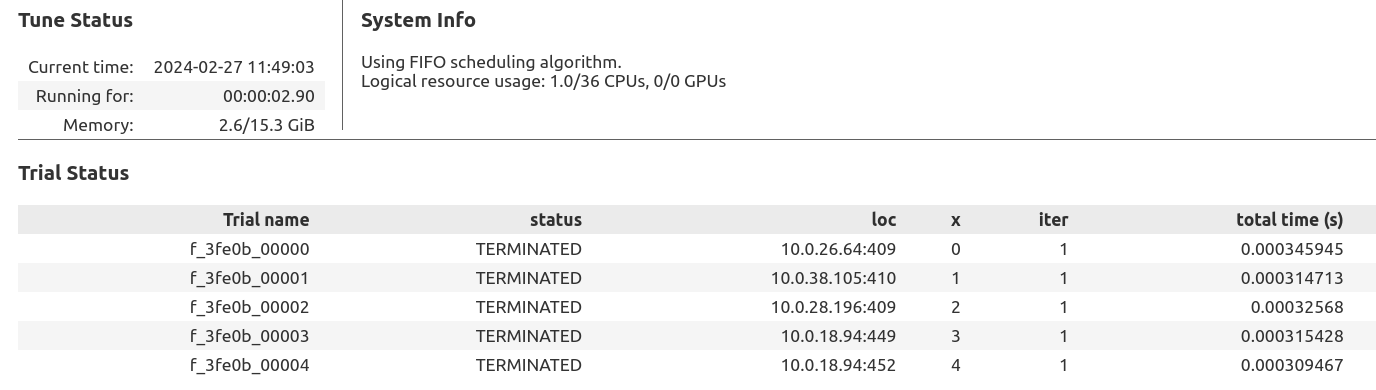 Tune Status
Current time: 2024-02-27 11:49:03
Running for: 00:00:02.90
Memory: 2.6/15.3 GiB
System Info
Using FIFO scheduling algorithm.
Logical resource usage: 1.0/36 CPUs, 0/0 GPUs
Trial Status
Trial name status loc x iter total time (s)
f_3fe0b_00000 TERMINATED 10.0.26.64:409 0 1 0.000345945
f_3fe0b_00001 TERMINATED 10.0.38.105:410 1 1 0.000314713
f_3fe0b_00002 TERMINATED 10.0.28.196:409 2 1 0.00032568
f_3fe0b_00003 TERMINATED 10.0.18.94:449 3 1 0.000315428
f_3fe0b_00004 TERMINATED 10.0.18.94:452 4 1 0.000309467